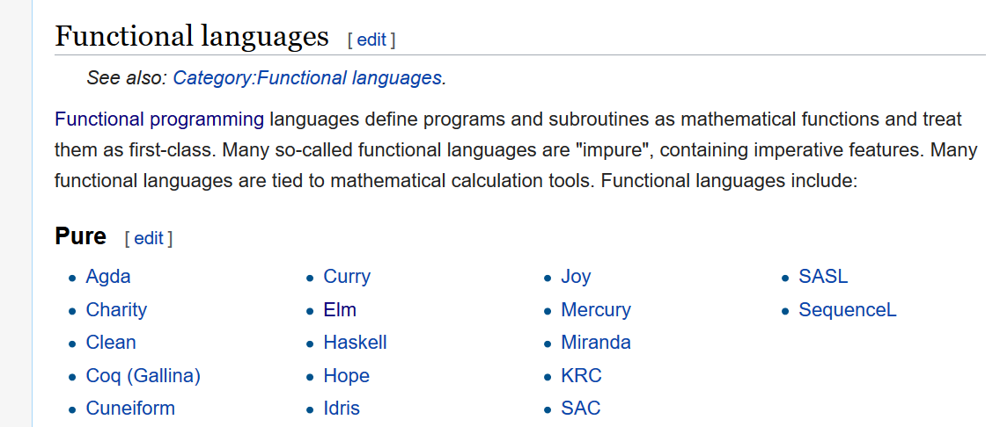 Functional languages [ edit ]
See also: Category:Functional languages.
Functional programming languages define programs and subroutines as mathematical functions and treat
them as first-class. Many so-called functional languages are "impure", containing imperative features. Many
functional languages are tied to mathematical calculation tools. Functional languages include:
Pure [ edit ]
• Agda
• Charity
• Clean
• Coq (Gallina)
• Cuneiform
• Curry
• Elm
• Haskell
• Hope
• Idris
• Joy
• Mercury
• Miranda
• KRC
• SAC
• SASL
• SequenceL